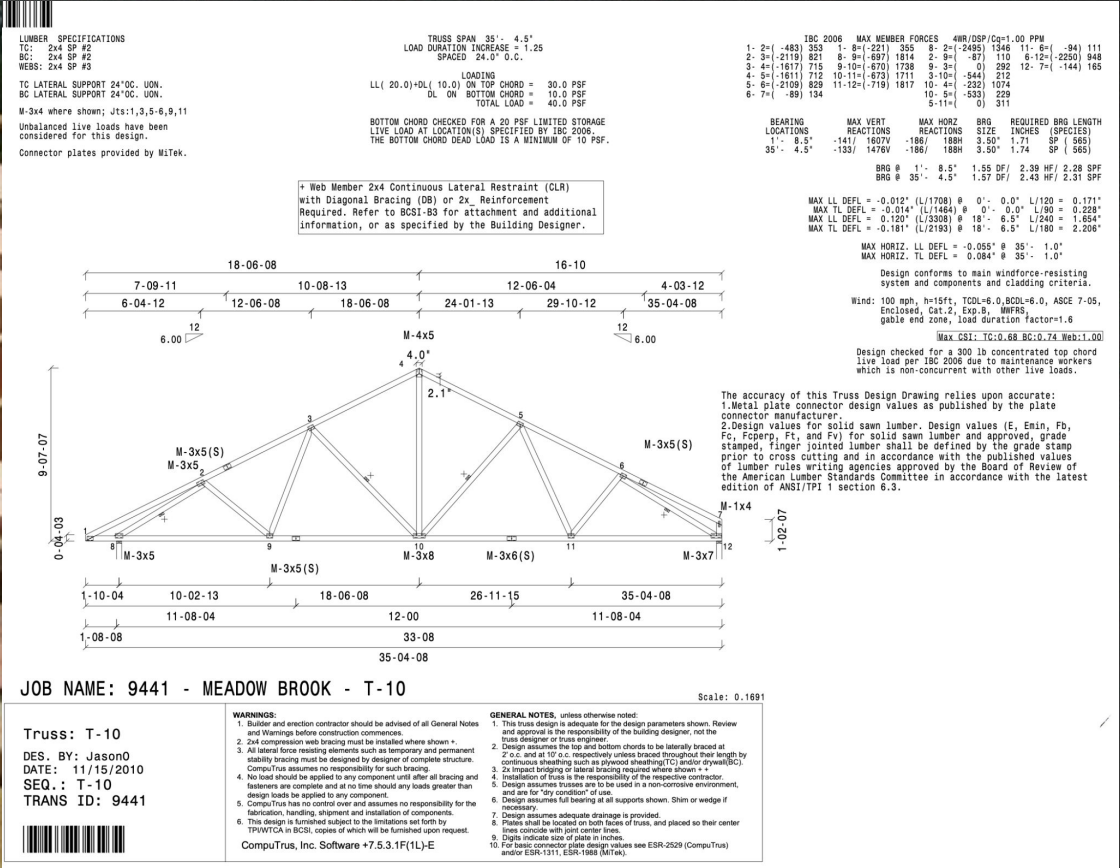 LUMBER SPECIFICATIONS
TC: 2x4 SP #2
BC: 2x4 SP #2
WEBS: 2x4 SP #3
TC LATERAL SUPPORT 24"OC. UON.
BC LATERAL SUPPORT 24"OC. UON.
M-3x4 where shown; Jts:1,3,5-6,9,11
Unbalanced live loads have been
considered for this design.
Connector plates provided by MiTek.
TRUSS SPAN 35'- 4.5"
LOAD DURATION INCREASE = 1.25
SPACED 24.0" O.C.
LOADING
LL( 20.0)+DL( 10.0) ON TOP CHORD = 30.0 PSF
DL ON BOTTOM CHORD = 10.0 PSF
TOTAL LOAD = 40.0 PSF
BOTTOM CHORD CHECKED FOR A 20 PSF LIMITED STORAGE
LIVE LOAD AT LOCATION(S) SPECIFIED BY IBC 2006.
THE BOTTOM CHORD DEAD LOAD IS A MINIMUM OF 10 PSF.
+ Web Member 2x4 Continuous Lateral Restraint (CLR)
with Diagonal Bracing (DB) or 2x_ Reinforcement
Required. Refer to BCSI-B3 for attachment and additional
information, or as specified by the Building Designer.
IBC 2006 MAX MEMBER FORCES 4WR/DSP/Cq=1.00 PPM
1- 2=( -483) 353 1- 8=(-221) 355 8- 2=(-2495) 1346 11- 6=( -94) 111
2- 3=(-2119) 821 8- 9=(-697) 1814 2- 9=( -87) 110 6-12=(-2250) 948
3- 4=(-1617) 715 9-10=(-670) 1738 9- 3=( 0) 292 12- 7=(-144) 165
4- 5=(-1611) 712 10-11=(-673) 1711 3-10=( -544) 212
5- 6=(-2109) 829 11-12=(-719) 1817 10- 4=( -232) 1074
6- 7=( -89) 134 10- 5=( -533) 229
5-11=( 0) 311
BEARING MAX VERT MAX HORZ BRG REQUIRED BRG LENGTH
LOCATIONS REACTIONS REACTIONS SIZE INCHES (SPECIES)
1'- 8.5" -141/ 1607V -186/ 188H 3.50" 1.71 SP ( 565)
35'- 4.5" -133/ 1476V -186/ 188H 3.50" 1.74 SP ( 565)
BRG @ 1'- 8.5" 1.55 DF/ 2.39 HF/ 2.28 SPF
BRG @ 35'- 4.5" 1.57 DF/ 2.43 HF/ 2.31 SPF
MAX LL DEFL = -0.012" (L/1708) @ 0'- 0.0" L/120 = 0.171"
MAX TL DEFL = -0.014" (L/1464) @ 0'- 0.0" L/90 = 0.228"
MAX LL DEFL = 0.120" (L/3308) @ 18'- 6.5" L/240 = 1.654"
MAX TL DEFL = -0.181" (L/2193) @ 18'- 6.5" L/180 = 2.206"
MAX HORIZ. LL DEFL = -0.055" @ 35'- 1.0"
MAX HORIZ. TL DEFL = 0.084" @ 35'- 1.0"
Design conforms to main windforce-resisting
system and components and cladding criteria.
Wind: 100 mph, h=15ft, TCDL=6.0,BCDL=6.0, ASCE 7-05,
Enclosed, Cat.2, Exp.B, MWFRS,
gable end zone, load duration factor=1.6
Max CSI: TC:0.68 BC:0.74 Web:1.00
Design checked for a 300 lb concentrated top chord
live load per IBC 2006 due to maintenance workers
which is non-concurrent with other live loads.
The accuracy of this Truss Design Drawing relies upon accurate:
1.Metal plate connector design values as published by the plate
connector manufacturer.
2.Design values for solid sawn lumber. Design values (E, Emin, Fb,
Fc, Fcperp, Ft, and Fv) for solid sawn lumber and approved, grade
stamped, finger jointed lumber shall be defined by the grade stamp
prior to cross cutting and in accordance with the published values
of lumber rules writing agencies approved by the Board of Review of
the American Lumber Standards Committee in accordance with the latest
edition of ANSI/TPI 1 section 6.3.
18-06-08 16-10
7-09-11 10-08-13 12-06-04 4-03-12
6-04-12 12-06-08 18-06-08 24-01-13 29-10-12 35-04-08
12 12
6.00 6.00
M-4x5
4.0"
4
2.1"
3 5
M-3x5(S) M-3x5(S)
M-3x5
2 6
9-07-07
M-1x4
7
1
0-04-03
1-02-07
8 9 10 11 12
M-3x5 M-3x8 M-3x6(S) M-3x7
M-3x5(S)
1-10-04 10-02-13 18-06-08 26-11-15 35-04-08
11-08-04 12-00 11-08-04
1-08-08 33-08
35-04-08
JOB NAME: 9441 - MEADOW BROOK - T-10
Scale: 0.1691
Truss: T-10
DES. BY: JasonO
DATE: 11/15/2010
SEQ.: T-10
TRANS ID: 9441
WARNINGS:
1. Builder and erection contractor should be advised of all General Notes
and Warnings before construction commences.
2. 2x4 compression web bracing must be installed where shown +.
3. All lateral force resisting elements such as temporary and permanent
stability bracing must be designed by designer of complete structure.
CompuTrus assumes no responsibility for such bracing.
4. No load should be applied to any component until after all bracing and
fasteners are complete and at no time should any loads greater than
design loads be applied to any component.
5. CompuTrus has no control over and assumes no responsibility for the
fabrication, handling, shipment and installation of components.
6. This design is furnished subject to the limitations set forth by
TPI/WTCA in BCSI, copies of which will be furnished upon request.
CompuTrus, Inc. Software +7.5.3.1F(1L)-E
GENERAL NOTES, unless otherwise noted:
1. This truss design is adequate for the design parameters shown. Review
and approval is the responsibility of the building designer, not the
truss designer or truss engineer.
2. Design assumes the top and bottom chords to be laterally braced at
2' o.c. and at 10' o.c. respectively unless braced throughout their length by
continuous sheathing such as plywood sheathing(TC) and/or drywall(BC).
3. 2x Impact bridging or lateral bracing required where shown + +
4. Installation of truss is the responsibility of the respective contractor.
5. Design assumes trusses are to be used in a non-corrosive environment,
and are for "dry condition" of use.
6. Design assumes full bearing at all supports shown. Shim or wedge if
necessary.
7. Design assumes adequate drainage is provided.
8. Plates shall be located on both faces of truss, and placed so their center
lines coincide with joint center lines.
9. Digits indicate size of plate in inches.
10. For basic connector plate design values see ESR-2529 (CompuTrus)
and/or ESR-1311, ESR-1988 (MiTek).